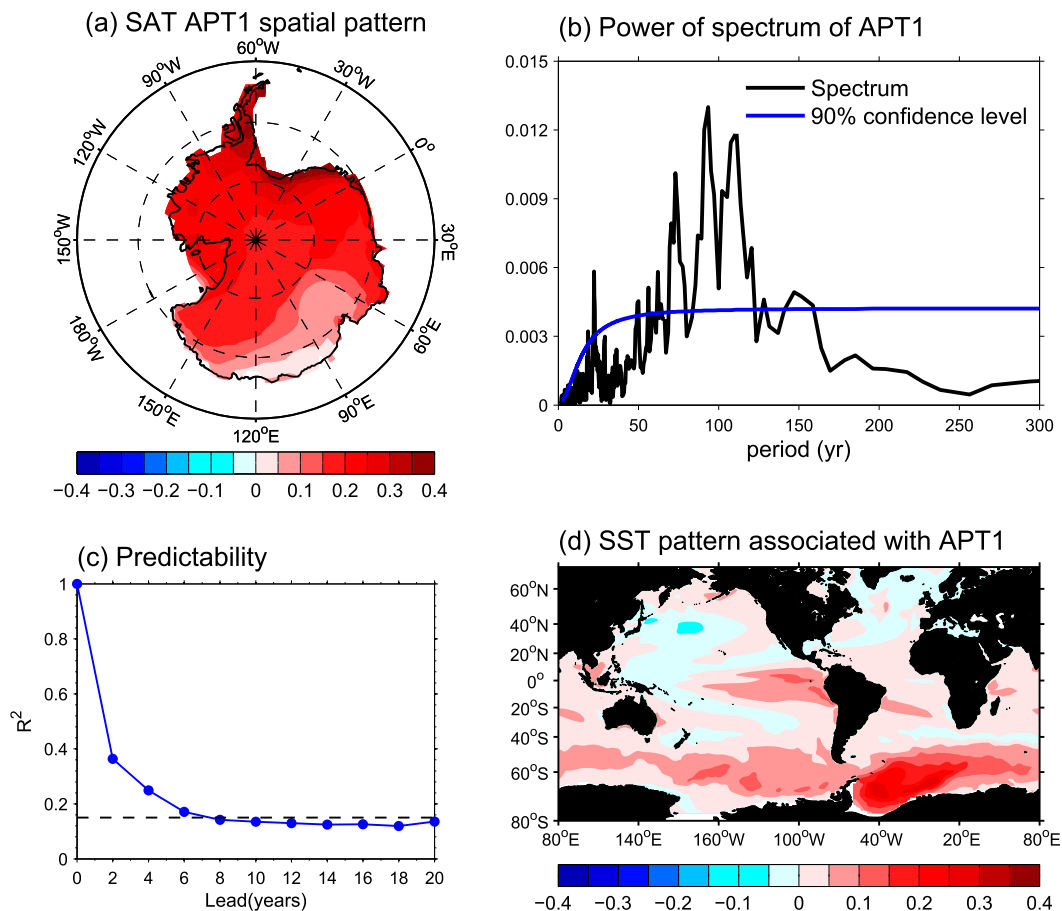 (a) SAT APT1 spatial pattern
60°W
90°W
30°W
120°W
0°
150°W
30°E
180°W
60°E
150°E
90°E
120°E
−0.4 −0.3 −0.2 −0.1 0 0.1 0.2 0.3 0.4
(b) Power of spectrum of APT1
0.015
0.012
0.009
0.006
0.003
0
Spectrum
90% confidence level
0 50 100 150 200 250 300
period (yr)
(c) Predictability
1
0.8
0.6
0.4
0.2
0
R²
0 2 4 6 8 10 12 14 16 18 20
Lead(years)
(d) SST pattern associated with APT1
60°N
40°N
20°N
0°
20°S
40°S
60°S
80°S
80°E 140°E 160°W 100°W 40°W 20°E 80°E
−0.4 −0.3 −0.2 −0.1 0 0.1 0.2 0.3 0.4